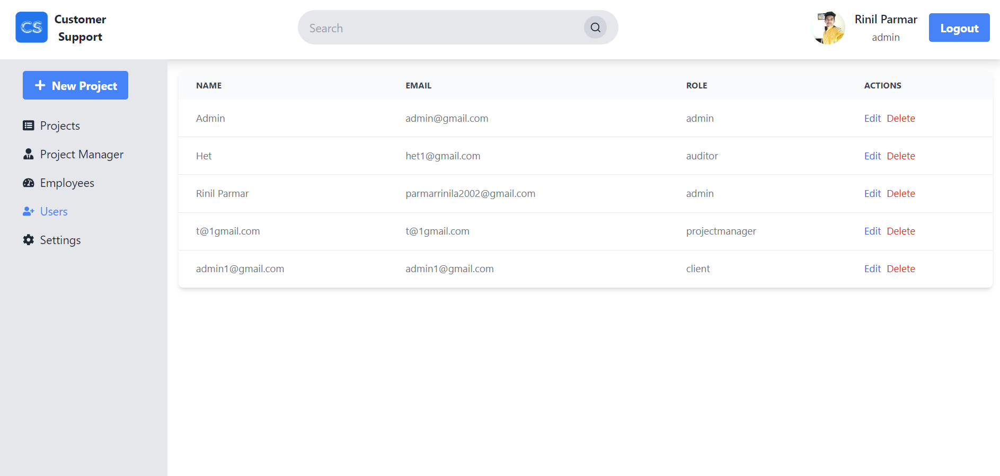 CS
Customer
Support
Search
Rinil Parmar
admin
Logout
New Project
Projects
Project Manager
Employees
Users
Settings
NAME EMAIL ROLE ACTIONS
Admin admin@gmail.com admin Edit Delete
Het het1@gmail.com auditor Edit Delete
Rinil Parmar parmarrinila2002@gmail.com admin Edit Delete
t@1gmail.com t@1gmail.com projectmanager Edit Delete
admin1@gmail.com admin1@gmail.com client Edit Delete